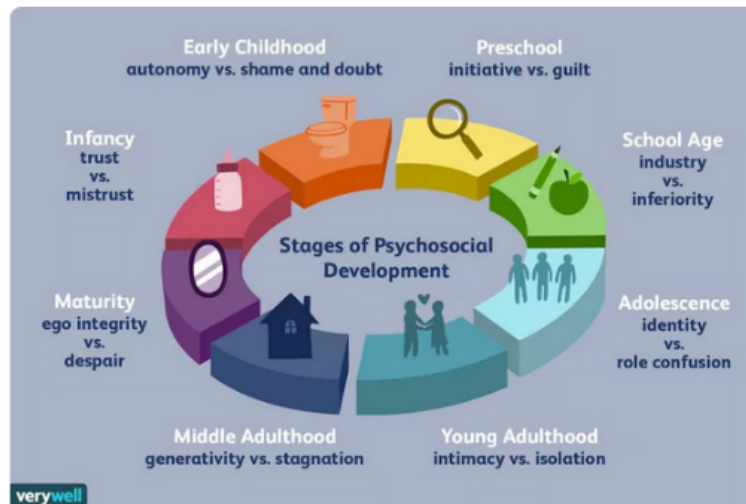 Early Childhood
autonomy vs. shame and doubt
Preschool
initiative vs. guilt
Infancy
trust
vs.
mistrust
School Age
industry
vs.
inferiority
Stages of Psychosocial
Development
Maturity
ego integrity
vs.
despair
Adolescence
identity
vs.
role confusion
Middle Adulthood
generativity vs. stagnation
Young Adulthood
intimacy vs. isolation
verywell